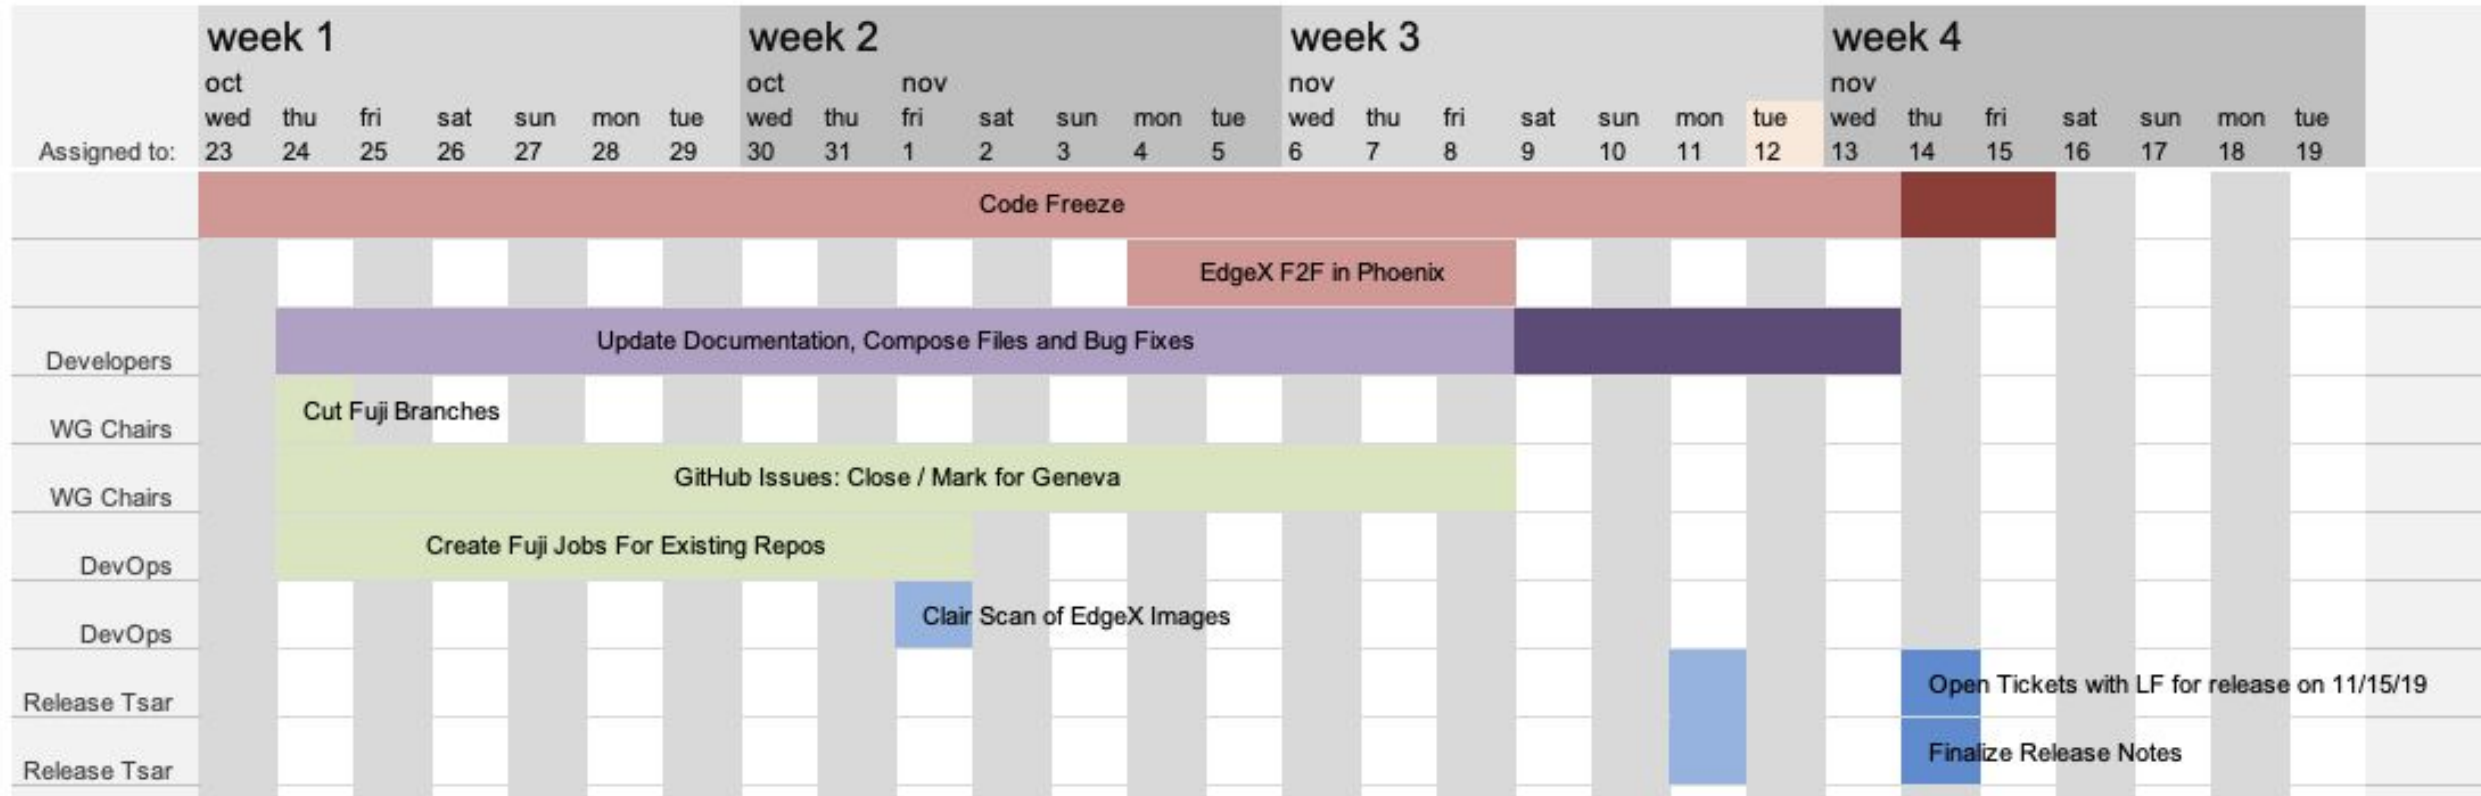 week 1 week 2 week 3 week 4
oct oct nov nov nov
wed thu fri sat sun mon tue wed thu fri sat sun mon tue wed thu fri sat sun mon tue wed thu fri sat sun mon tue
Assigned to: 23 24 25 26 27 28 29 30 31 1 2 3 4 5 6 7 8 9 10 11 12 13 14 15 16 17 18 19
Code Freeze
EdgeX F2F in Phoenix
Developers Update Documentation, Compose Files and Bug Fixes
WG Chairs Cut Fuji Branches
WG Chairs GitHub Issues: Close / Mark for Geneva
DevOps Create Fuji Jobs For Existing Repos
DevOps Clair Scan of EdgeX Images
Release Tsar Open Tickets with LF for release on 11/15/19
Release Tsar Finalize Release Notes